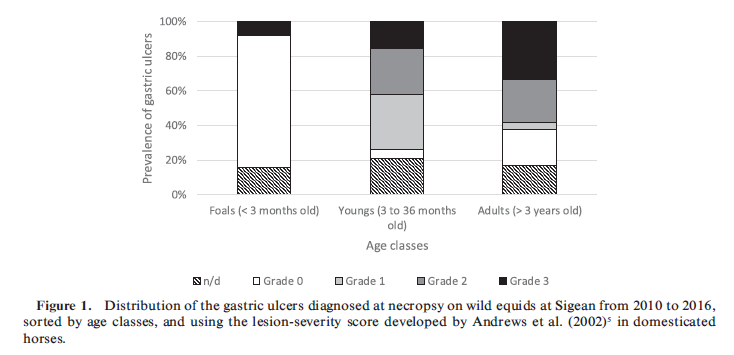 100%
80%
60%
40%
20%
0%
Prevalence of gastric ulcers
Foals (< 3 months old)
Youngs (3 to 36 months
old)
Adults (> 3 years old)
Age classes
n/d
Grade 0
Grade 1
Grade 2
Grade 3
Figure 1. Distribution of the gastric ulcers diagnosed at necropsy on wild equids at Sigean from 2010 to 2016,
sorted by age classes, and using the lesion-severity score developed by Andrews et al. (2002)⁵ in domesticated
horses.